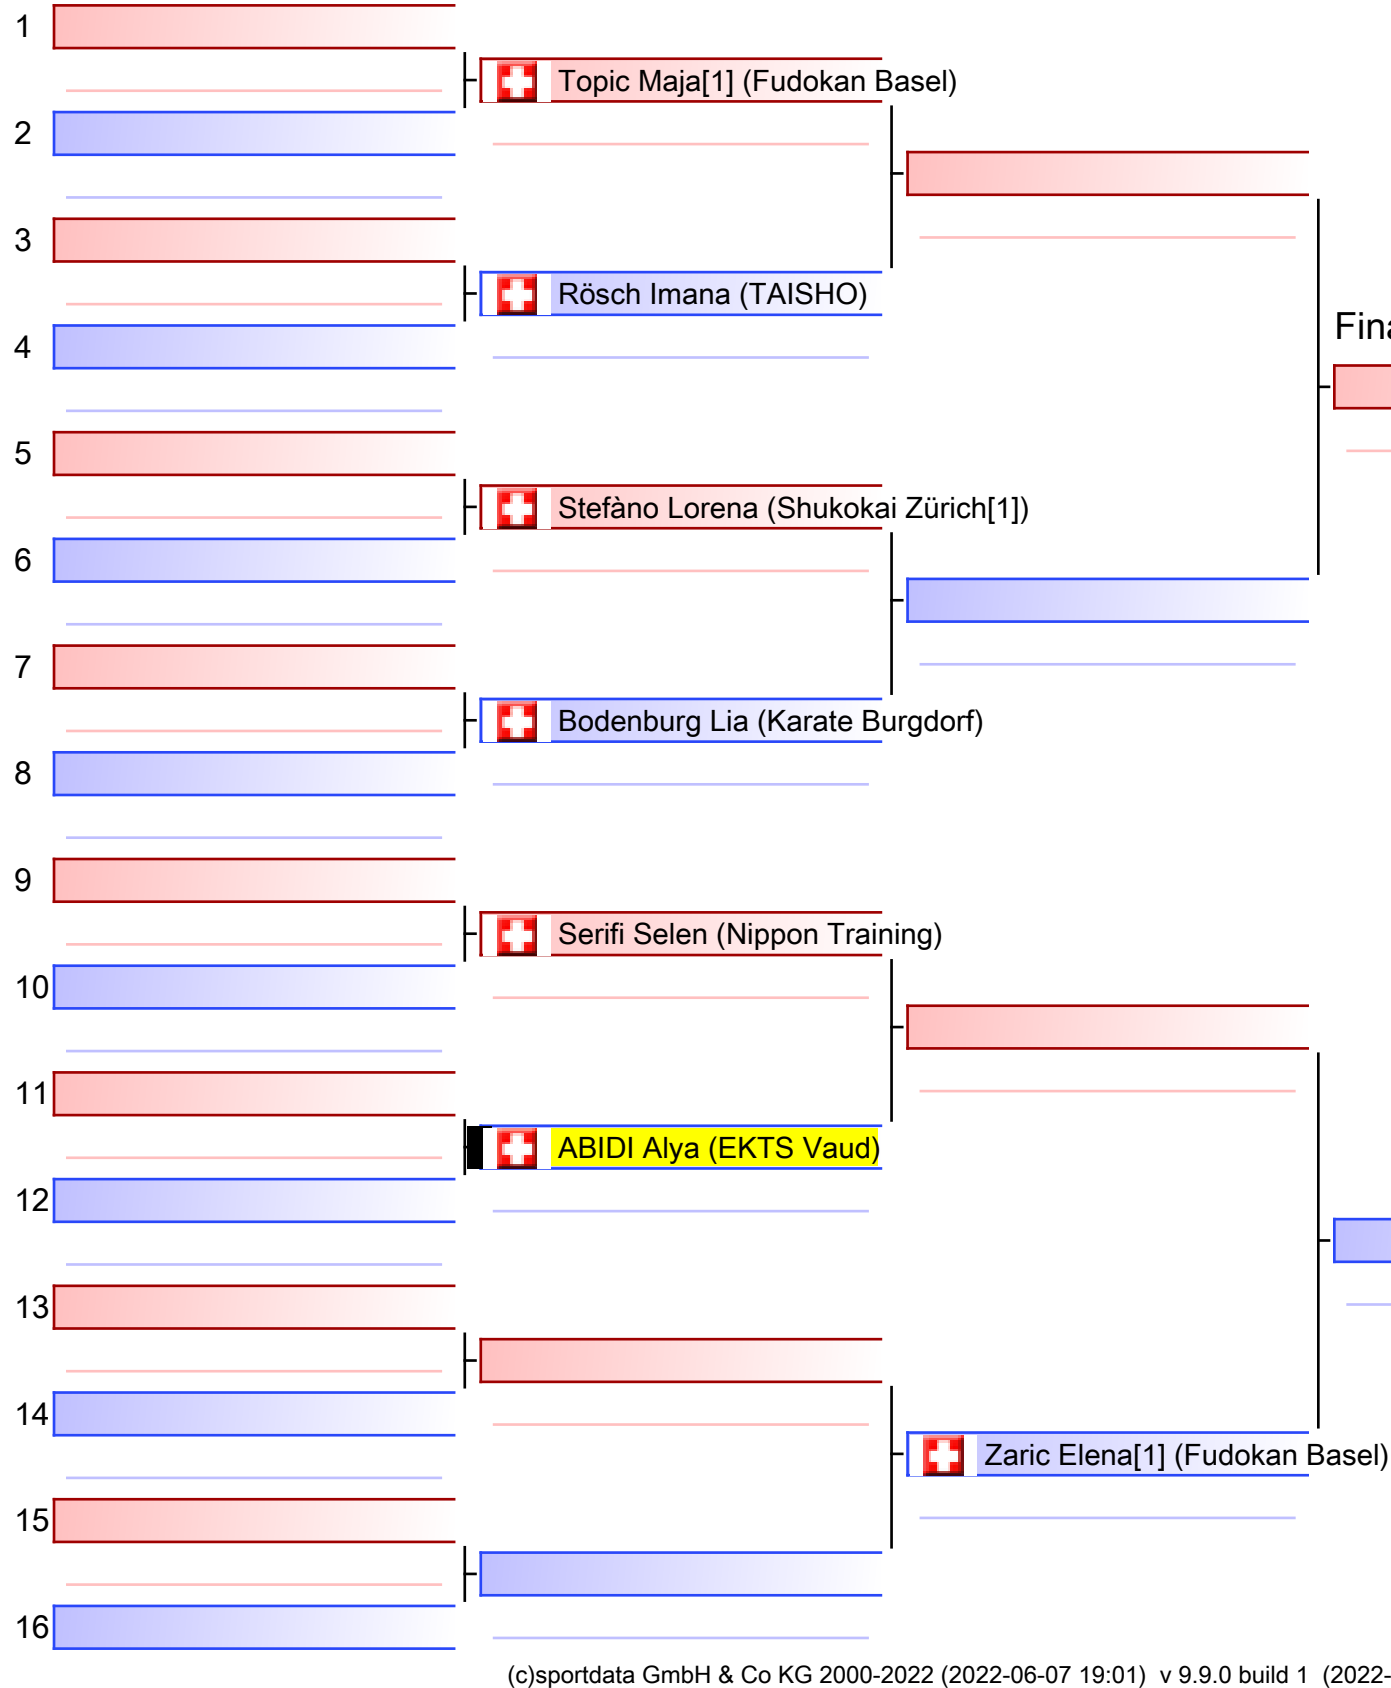 1
Topic Maja[1] (Fudokan Basel)
2
3
Rösch Imana (TAISHO)
4
Fina
5
Stefàno Lorena (Shukokai Zürich[1])
6
7
Bodenburg Lia (Karate Burgdorf)
8
9
Serifi Selen (Nippon Training)
10
11
ABIDI Alya (EKTS Vaud)
12
13
14
Zaric Elena[1] (Fudokan Basel)
15
16
(c)sportdata GmbH & Co KG 2000-2022 (2022-06-07 19:01) v 9.9.0 build 1 (2022-